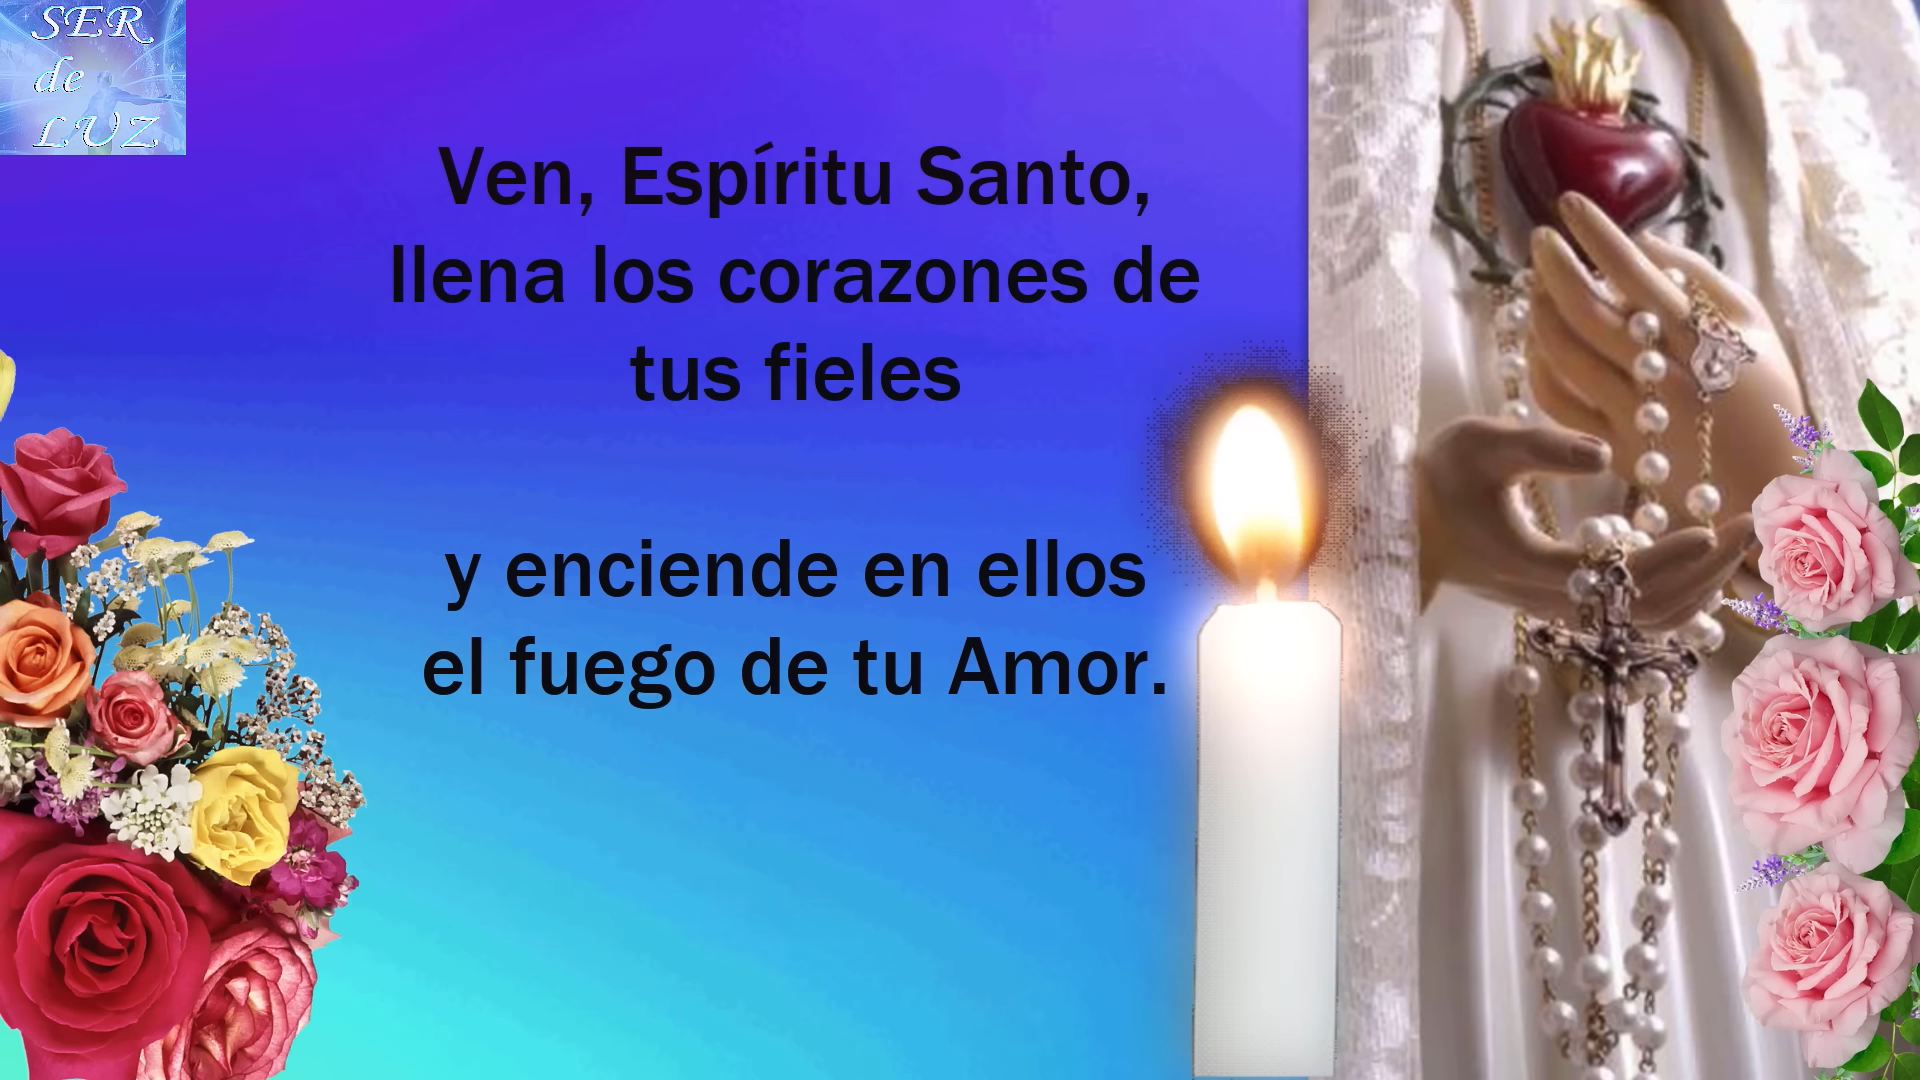 SER
de
LUZ
Ven, Espíritu Santo,
llena los corazones de
tus fieles
y enciende en ellos
el fuego de tu Amor.